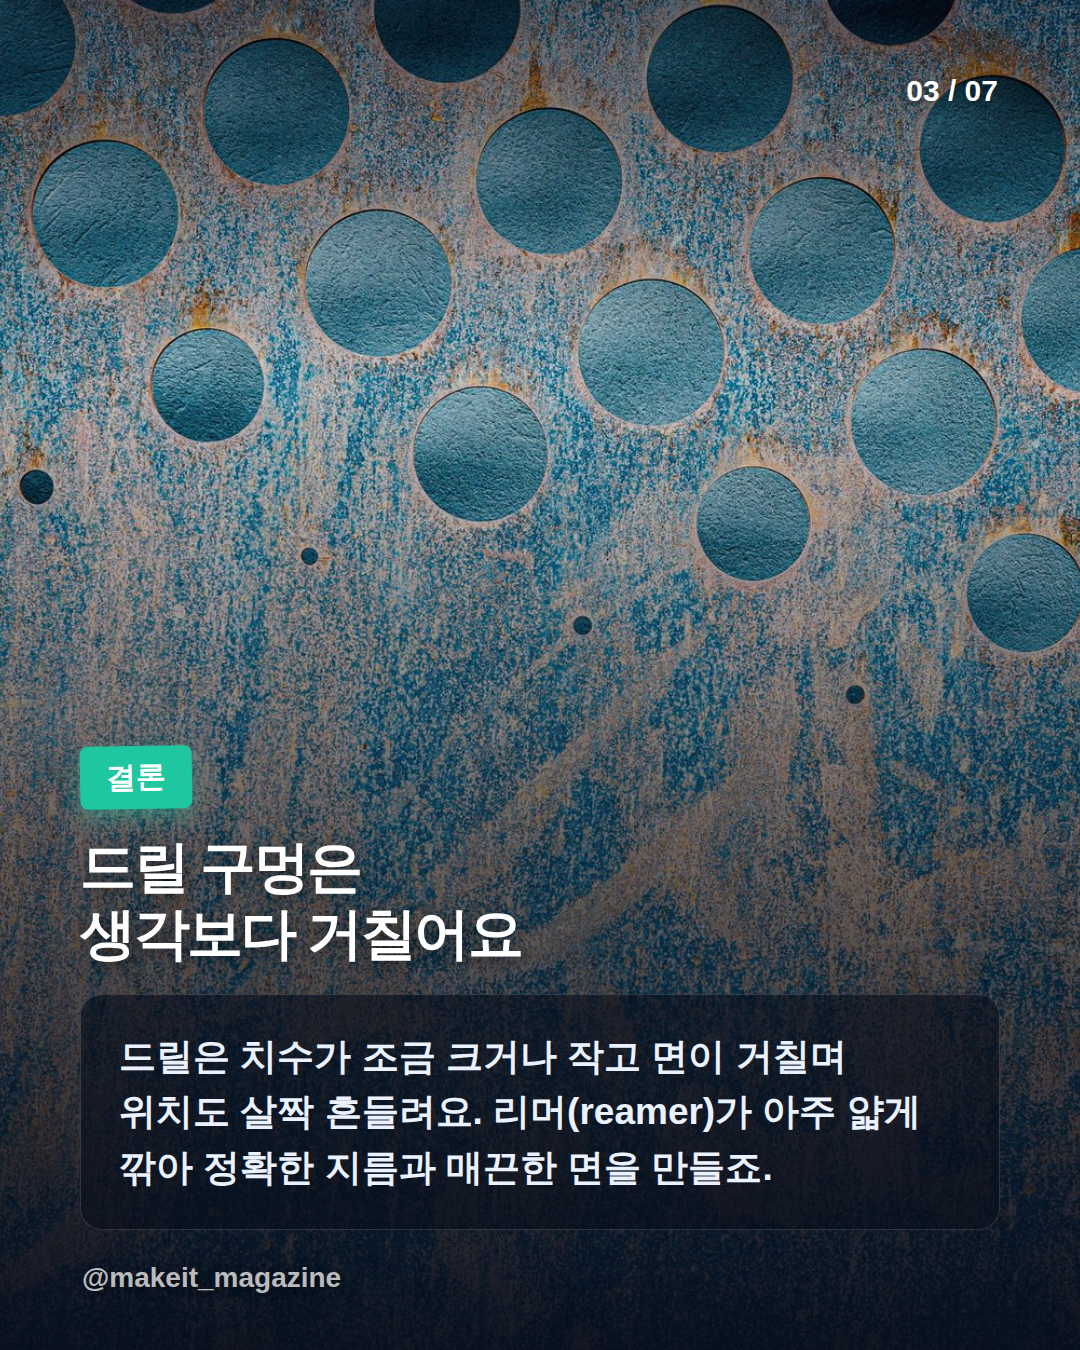 03 / 07
결론
드릴 구멍은
생각보다 거칠어요
드릴은 치수가 조금 크거나 작고 면이 거칠며
위치도 살짝 흔들려요. 리머(reamer)가 아주 얇게
깎아 정확한 지름과 매끈한 면을 만들죠.
@makeit_magazine